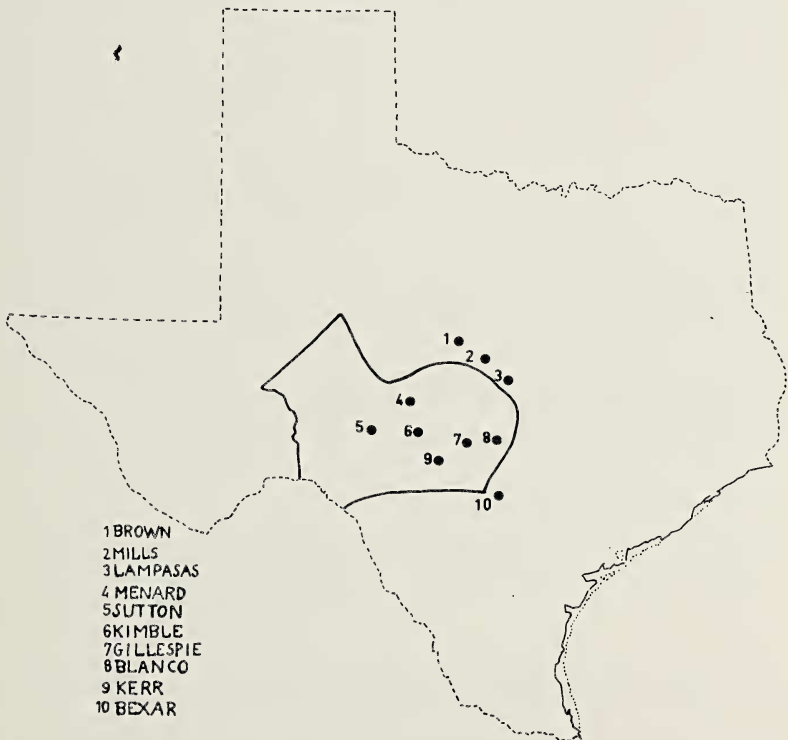 1
2
3
4
5
6
7
8
9
10
1 BROWN
2 MILLS
3 LAMPASAS
4 MENARD
5 SUTTON
6 KIMBLE
7 GILLESPIE
8 BLANCO
9 KERR
10 BEXAR